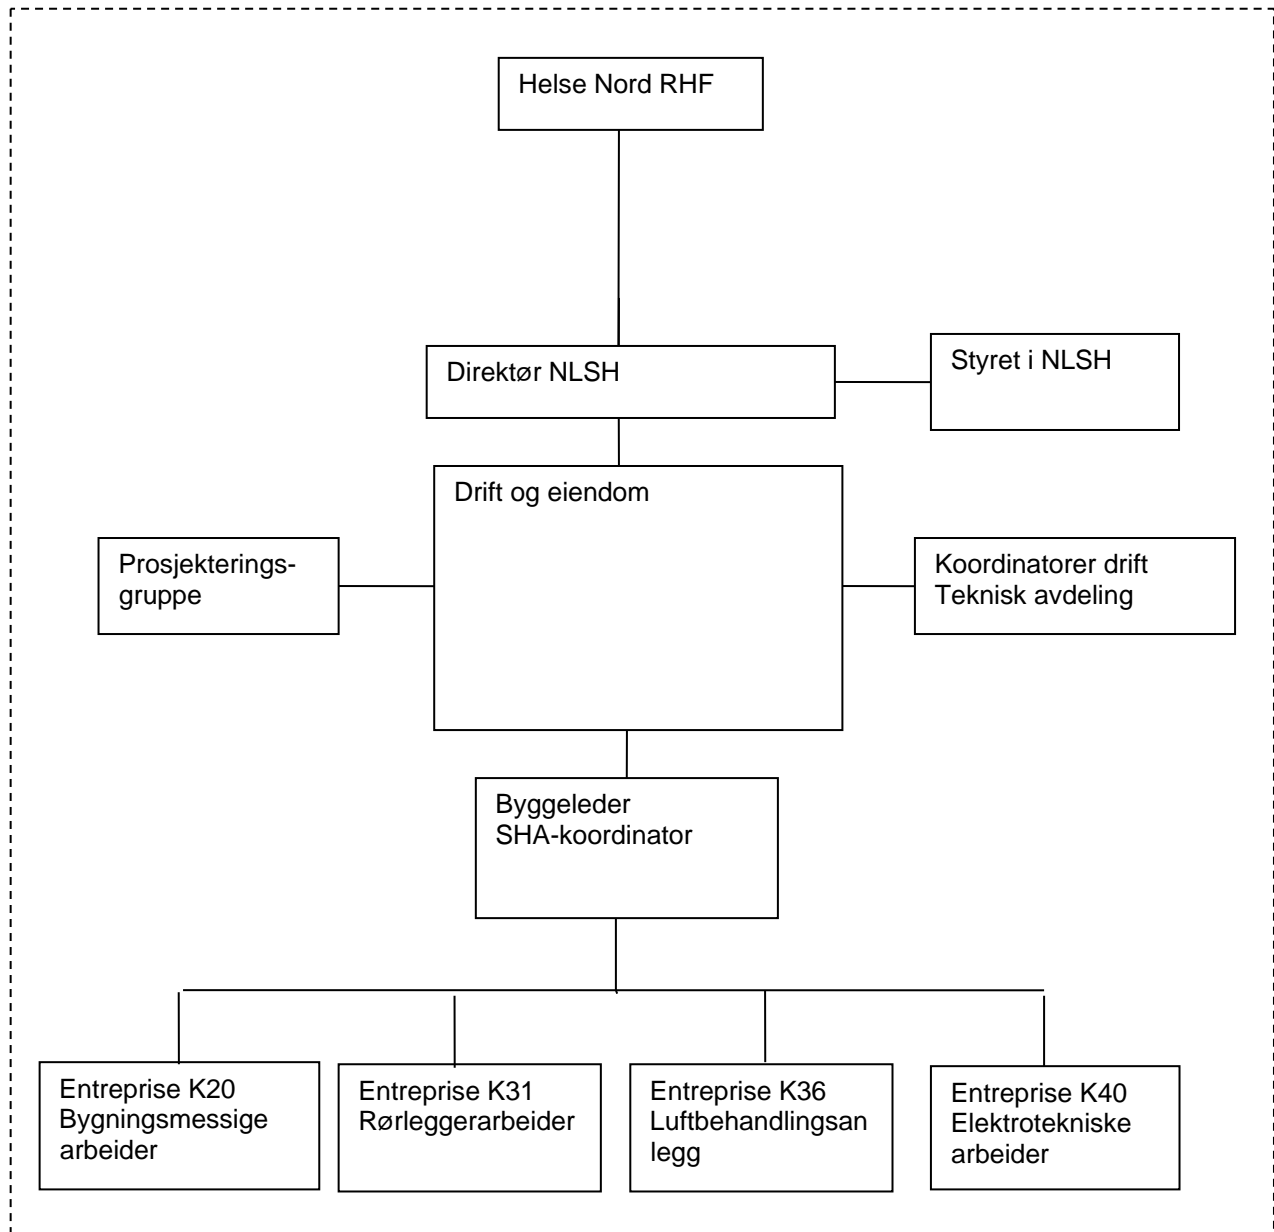 Helse Nord RHF
Direktør NLSH
Styret i NLSH
Drift og eiendom
Prosjekterings-
gruppe
Koordinatorer drift
Teknisk avdeling
Byggeleder
SHA-koordinator
Entreprise K20
Bygningsmessige
arbeider
Entreprise K31
Rørleggerarbeider
Entreprise K36
Luftbehandlingsan
legg
Entreprise K40
Elektrotekniske
arbeider